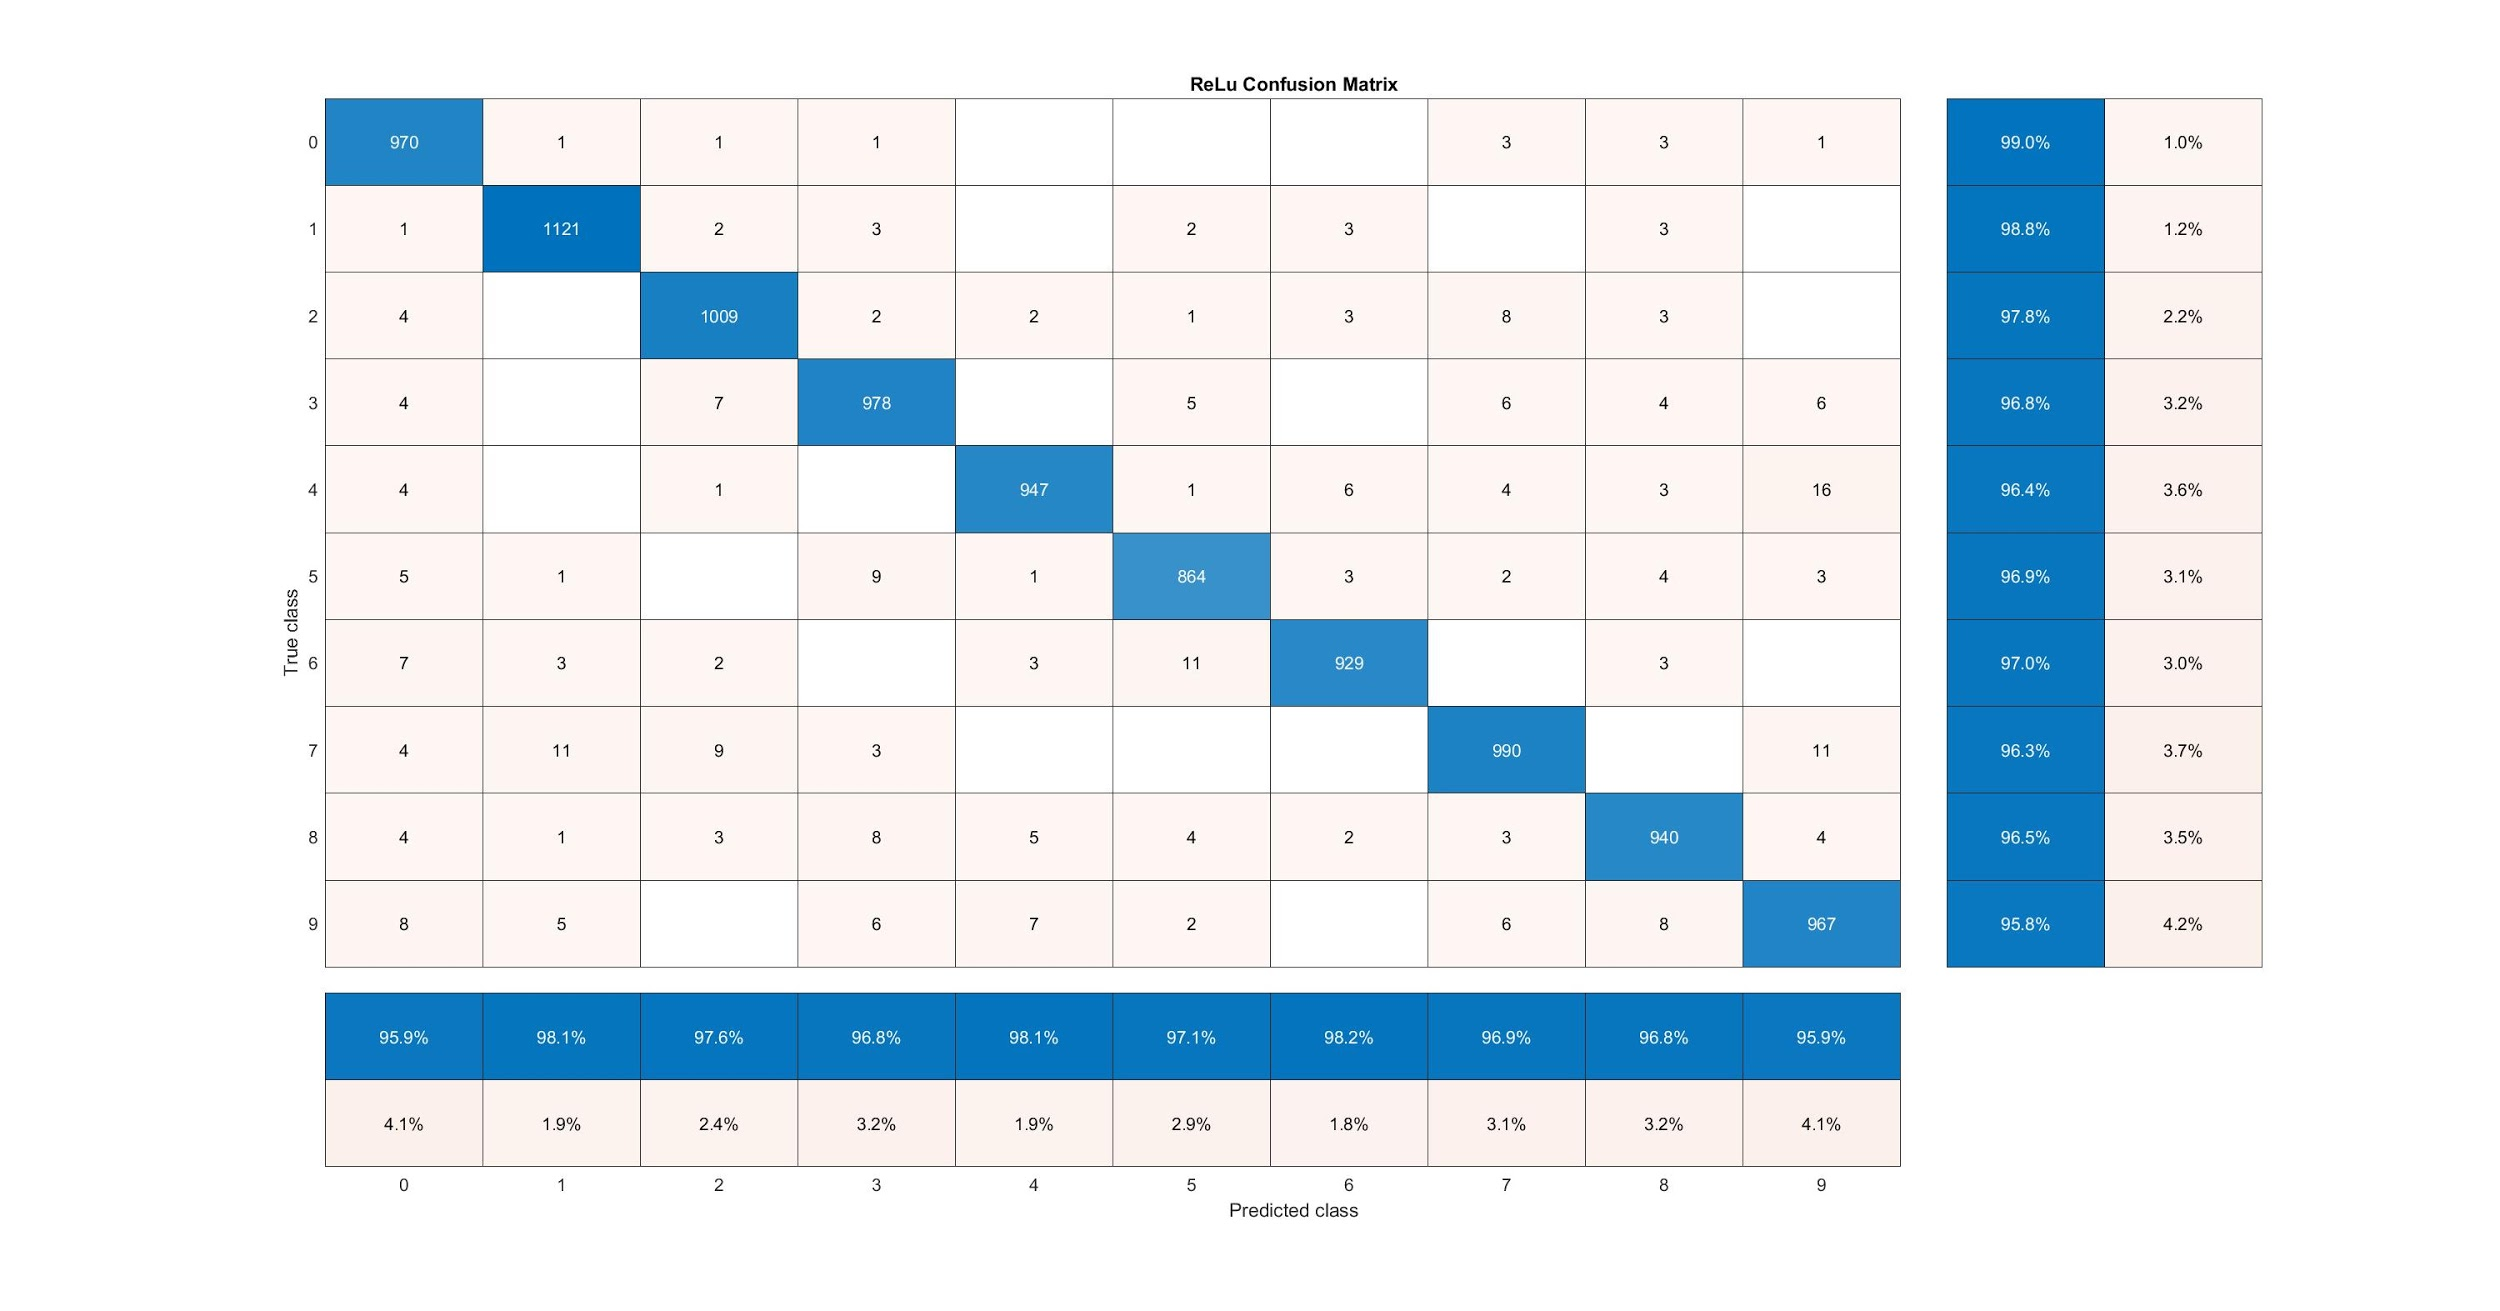 ReLu Confusion Matrix
0 970 1 1 1 3 3 1 99.0% 1.0%
1 1 1121 2 3 2 3 3 98.8% 1.2%
2 4 1009 2 2 1 3 8 3 97.8% 2.2%
3 4 7 978 5 6 4 6 96.8% 3.2%
4 4 1 947 1 6 4 3 16 96.4% 3.6%
5 5 1 9 1 864 3 2 4 3 96.9% 3.1%
True class
6 7 3 2 3 11 929 3 97.0% 3.0%
7 4 11 9 3 990 11 96.3% 3.7%
8 4 1 3 8 5 4 2 3 940 4 96.5% 3.5%
9 8 5 6 7 2 6 8 967 95.8% 4.2%
95.9% 98.1% 97.6% 96.8% 98.1% 97.1% 98.2% 96.9% 96.8% 95.9%
4.1% 1.9% 2.4% 3.2% 1.9% 2.9% 1.8% 3.1% 3.2% 4.1%
0 1 2 3 4 5 6 7 8 9
Predicted class